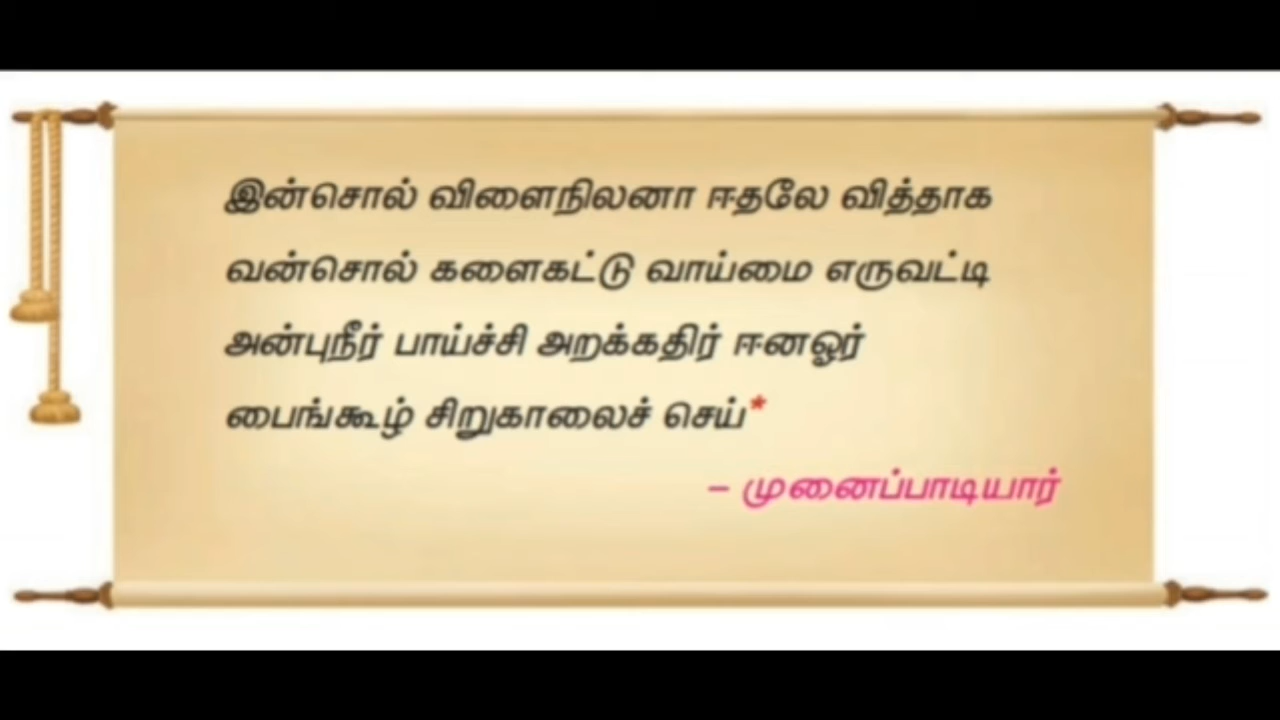 இன்சொல் விளைநிலனா ஈதலே வித்தாக
வன்சொல் களைகட்டு வாய்மை எருவட்டி
அன்புநீர் பாய்ச்சி அறக்கதிர் ஈனஓர்
பைங்கூழ் சிறுகாலைச் செய்*
– முனைப்பாடியார்